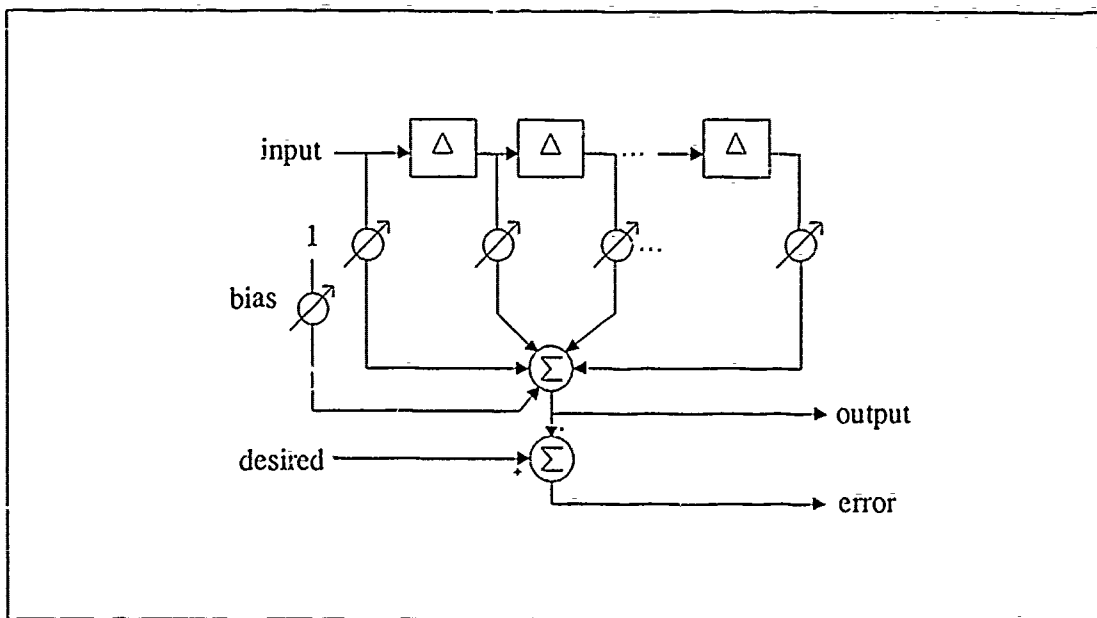 input Δ Δ ... Δ
1 ...
bias
Σ
output
-
desired + Σ
error